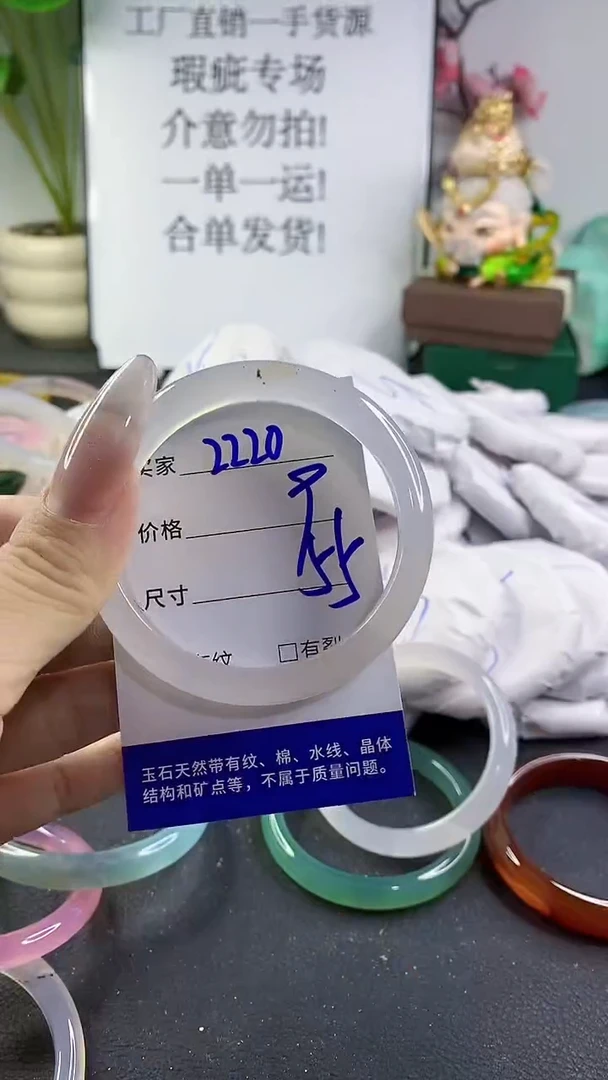 工厂直销一手货源
瑕疵专场
介意勿拍!
一单一运!
合单发货!
买家 2220
价格
尺寸 55
纹 □有裂
玉石天然带有纹、棉、水线、晶体
结构和矿点等，不属于质量问题。